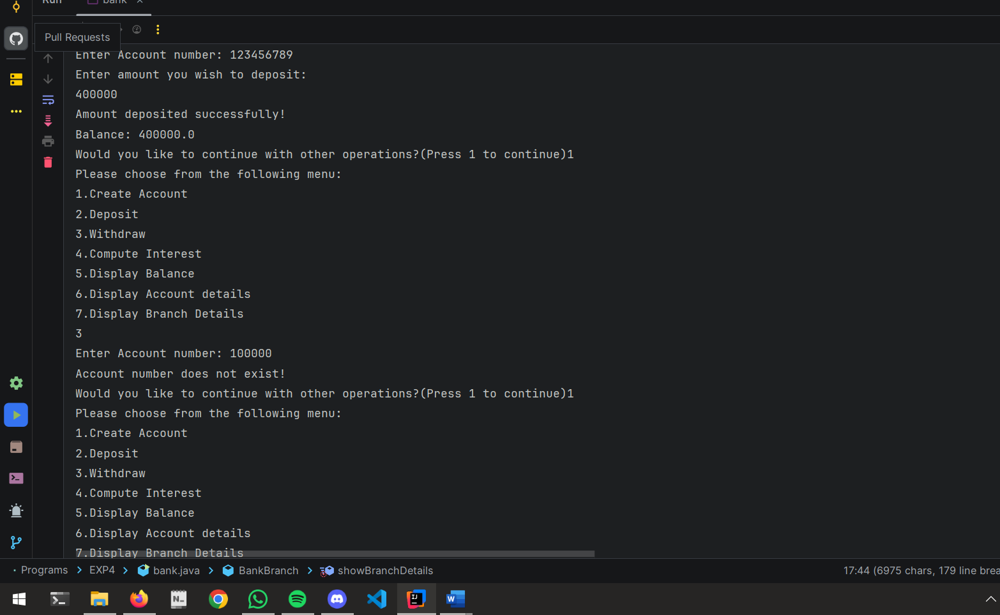 Run
bank
Pull Requests
Enter Account number: 123456789
Enter amount you wish to deposit:
400000
Amount deposited successfully!
Balance: 400000.0
Would you like to continue with other operations?(Press 1 to continue)1
Please choose from the following menu:
1.Create Account
2.Deposit
3.Withdraw
4.Compute Interest
5.Display Balance
6.Display Account details
7.Display Branch Details
3
Enter Account number: 100000
Account number does not exist!
Would you like to continue with other operations?(Press 1 to continue)1
Please choose from the following menu:
1.Create Account
2.Deposit
3.Withdraw
4.Compute Interest
5.Display Balance
6.Display Account details
7.Display Branch Details
Programs > EXP4 > bank.java > BankBranch > showBranchDetails
17:44 (6975 chars, 179 line brea